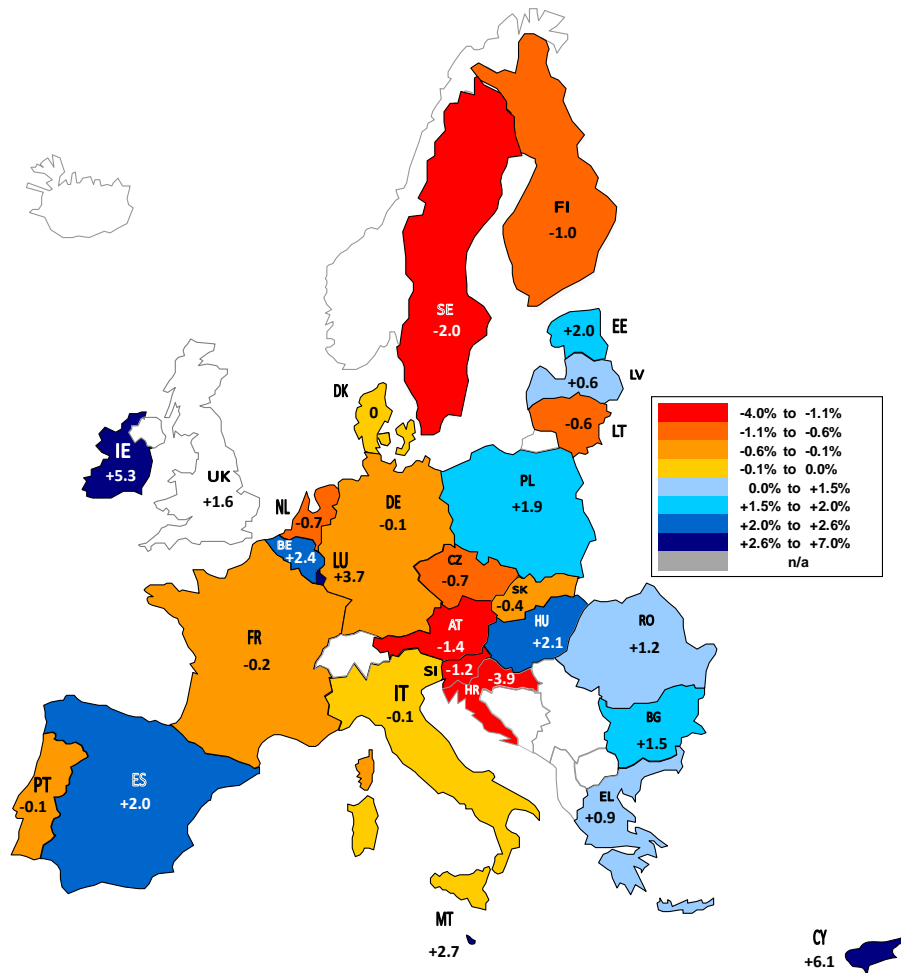 FI
-1.0
SE
-2.0
EE
+2.0
LV
+0.6
DK
0
-0.6
LT
-4.0% to -1.1%
-1.1% to -0.6%
-0.6% to -0.1%
-0.1% to 0.0%
0.0% to +1.5%
+1.5% to +2.0%
+2.0% to +2.6%
+2.6% to +7.0%
n/a
IE
+5.3
UK
+1.6
NL
-0.7
DE
-0.1
PL
+1.9
BE
+2.4
LU
+3.7
CZ
-0.7
SK
-0.4
AT
-1.4
HU
+2.1
RO
+1.2
FR
-0.2
SI
-1.2
HR
-3.9
IT
-0.1
BG
+1.5
PT
-0.1
ES
+2.0
EL
+0.9
MT
+2.7
CY
+6.1